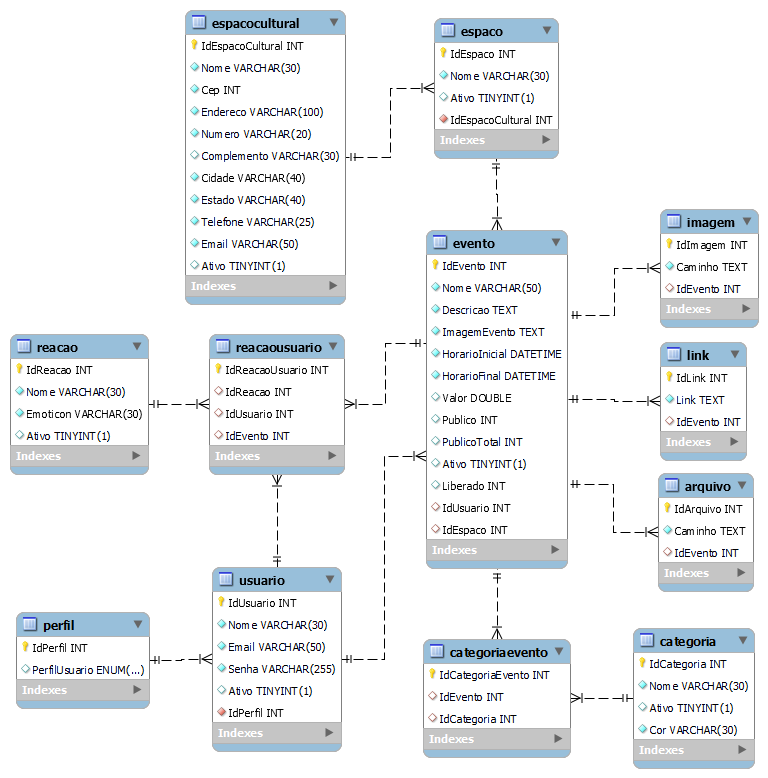 espacocultural
IdEspacoCultural INT
Nome VARCHAR(30)
Cep INT
Endereco VARCHAR(100)
Numero VARCHAR(20)
Complemento VARCHAR(30)
Cidade VARCHAR(40)
Estado VARCHAR(40)
Telefone VARCHAR(25)
Email VARCHAR(50)
Ativo TINYINT(1)
Indexes
espaco
IdEspaco INT
Nome VARCHAR(30)
Ativo TINYINT(1)
IdEspacoCultural INT
Indexes
evento
IdEvento INT
Nome VARCHAR(50)
Descricao TEXT
ImagemEvento TEXT
HorarioInicial DATETIME
HorarioFinal DATETIME
Valor DOUBLE
Publico INT
PublicoTotal INT
Ativo TINYINT(1)
Liberado INT
IdUsuario INT
IdEspaco INT
Indexes
imagem
IdImagem INT
Caminho TEXT
IdEvento INT
Indexes
link
IdLink INT
Link TEXT
IdEvento INT
Indexes
arquivo
IdArquivo INT
Caminho TEXT
IdEvento INT
Indexes
reacao
IdReacao INT
Nome VARCHAR(30)
Emoticon VARCHAR(30)
Ativo TINYINT(1)
Indexes
reacaousuario
IdReacaoUsuario INT
IdReacao INT
IdUsuario INT
IdEvento INT
Indexes
perfil
IdPerfil INT
PerfilUsuario ENUM(...)
Indexes
usuario
IdUsuario INT
Nome VARCHAR(30)
Email VARCHAR(50)
Senha VARCHAR(255)
Ativo TINYINT(1)
IdPerfil INT
Indexes
categoriaevento
IdCategoriaEvento INT
IdEvento INT
IdCategoria INT
Indexes
categoria
IdCategoria INT
Nome VARCHAR(30)
Ativo TINYINT(1)
Cor VARCHAR(30)
Indexes